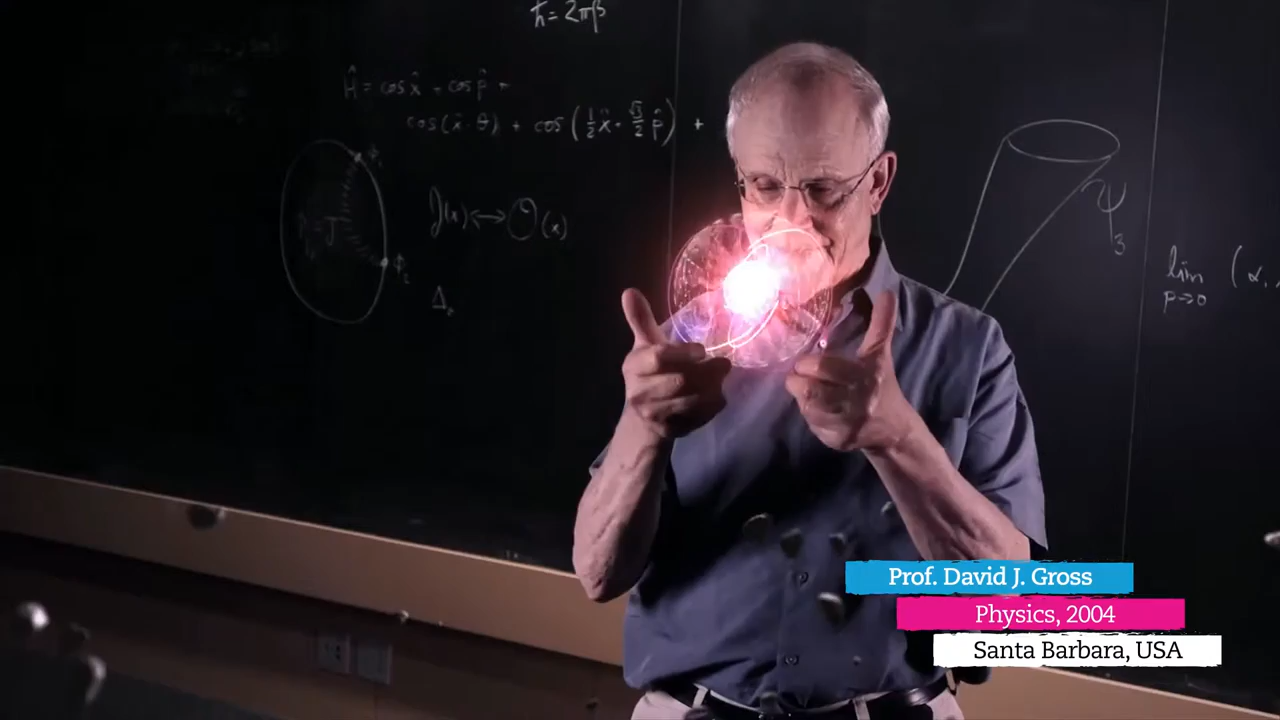 ħ = 2πβ
Ĥ = cos x̂ + cos p̂ +
cos(x̂·θ) + cos(½x̂ + √3/2 p̂) +
J(x) ↔ O(x)
Δ
ψ₃
lim
p→0
Prof. David J. Gross
Physics, 2004
Santa Barbara, USA